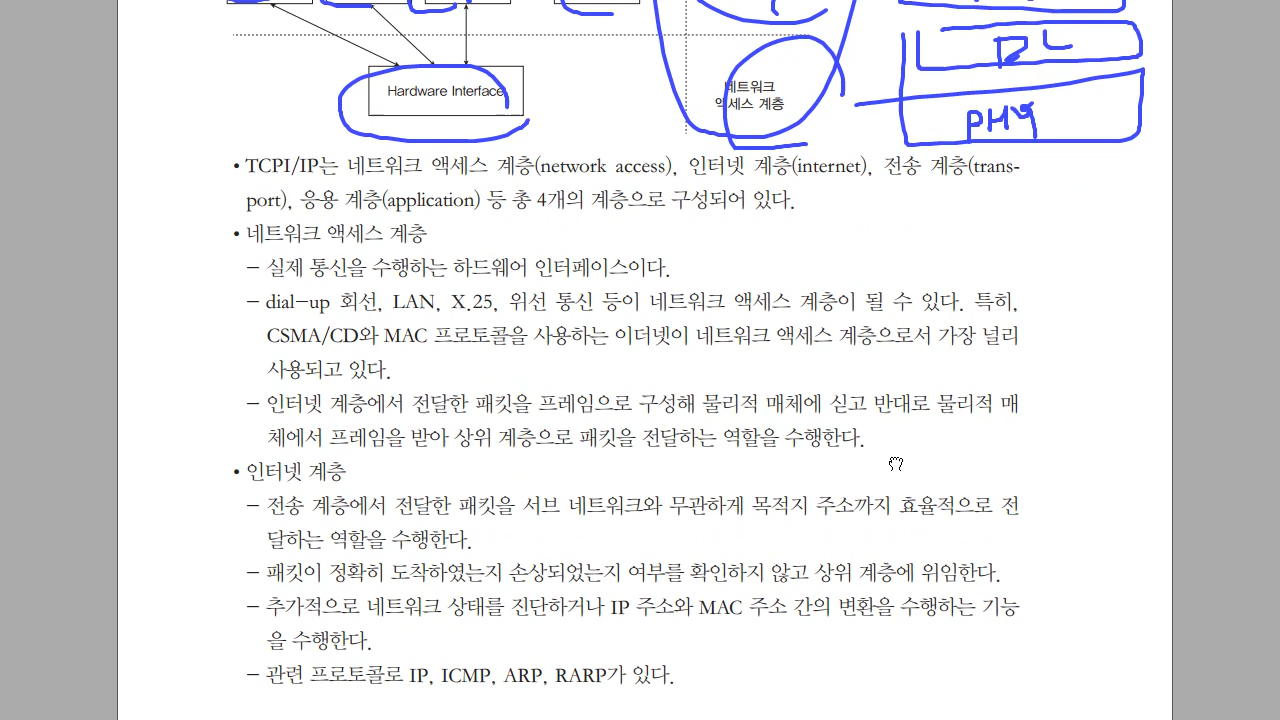 DL
Hardware Interface
네트워크
액세스 계층
PHY
• TCPI/IP는 네트워크 액세스 계층(network access), 인터넷 계층(internet), 전송 계층(trans-
port), 응용 계층(application) 등 총 4개의 계층으로 구성되어 있다.
• 네트워크 액세스 계층
– 실제 통신을 수행하는 하드웨어 인터페이스이다.
– dial-up 회선, LAN, X.25, 위선 통신 등이 네트워크 액세스 계층이 될 수 있다. 특히,
CSMA/CD와 MAC 프로토콜을 사용하는 이더넷이 네트워크 액세스 계층으로서 가장 널리
사용되고 있다.
– 인터넷 계층에서 전달한 패킷을 프레임으로 구성해 물리적 매체에 싣고 반대로 물리적 매
체에서 프레임을 받아 상위 계층으로 패킷을 전달하는 역할을 수행한다.
• 인터넷 계층
– 전송 계층에서 전달한 패킷을 서브 네트워크와 무관하게 목적지 주소까지 효율적으로 전
달하는 역할을 수행한다.
– 패킷이 정확히 도착하였는지 손상되었는지 여부를 확인하지 않고 상위 계층에 위임한다.
– 추가적으로 네트워크 상태를 진단하거나 IP 주소와 MAC 주소 간의 변환을 수행하는 기능
을 수행한다.
– 관련 프로토콜로 IP, ICMP, ARP, RARP가 있다.